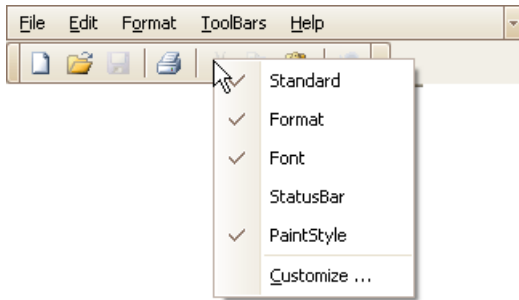 File Edit Format ToolBars Help
Standard
Format
Font
StatusBar
PaintStyle
Customize ...